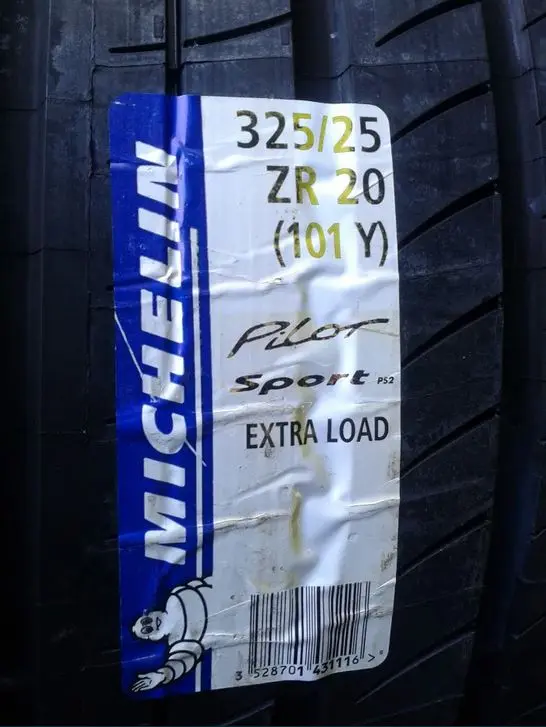 MICHELIN
325/25
ZR 20
(101 Y)
PiLOT
Sport PS2
EXTRA LOAD
3 528701 431116 >